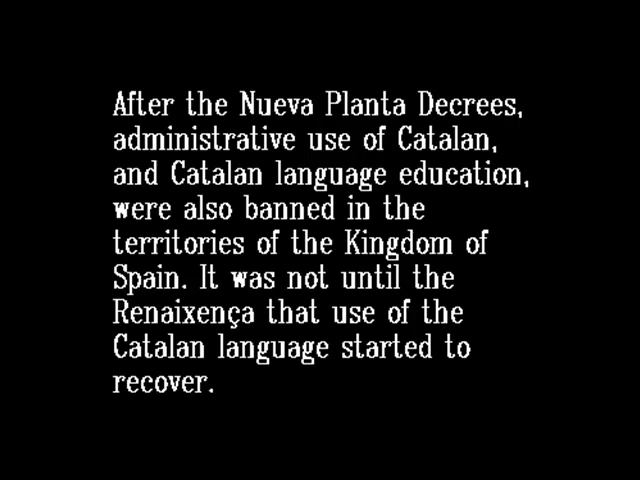 After the Nueva Planta Decrees,
administrative use of Catalan,
and Catalan language education,
were also banned in the
territories of the Kingdom of
Spain. It was not until the
Renaixença that use of the
Catalan language started to
recover.